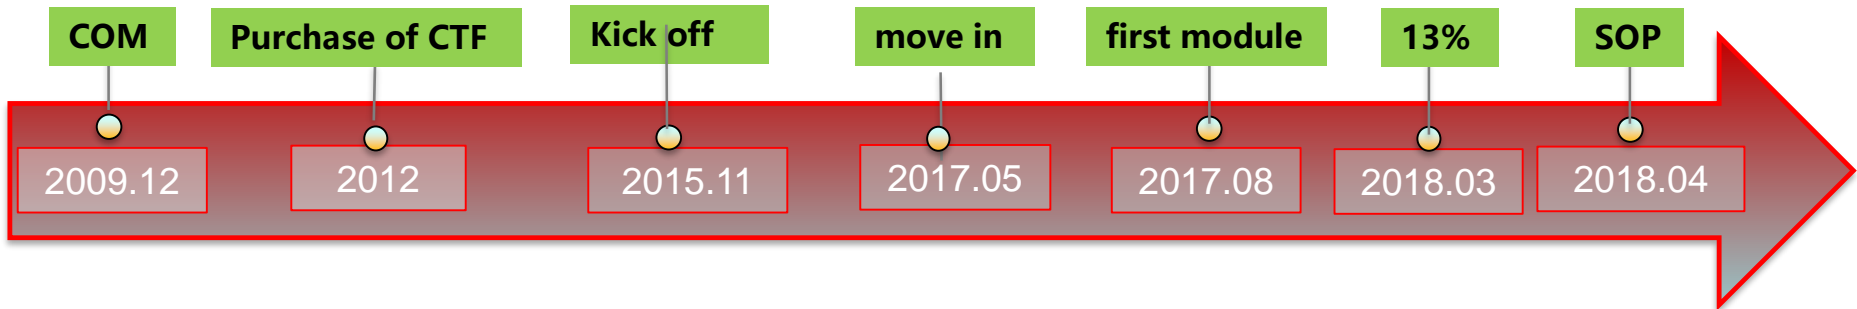 COM
Purchase of CTF
Kick off
move in
first module
13%
SOP
2009.12
2012
2015.11
2017.05
2017.08
2018.03
2018.04